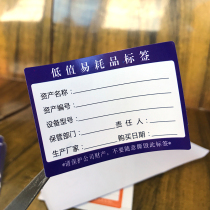 低值易耗品标签
资产名称：
资产编号：
设备型号：
保管部门： 责任人：
生产厂家： 购买日期：
*请保护公司财产，不要随意撕毁此标签*